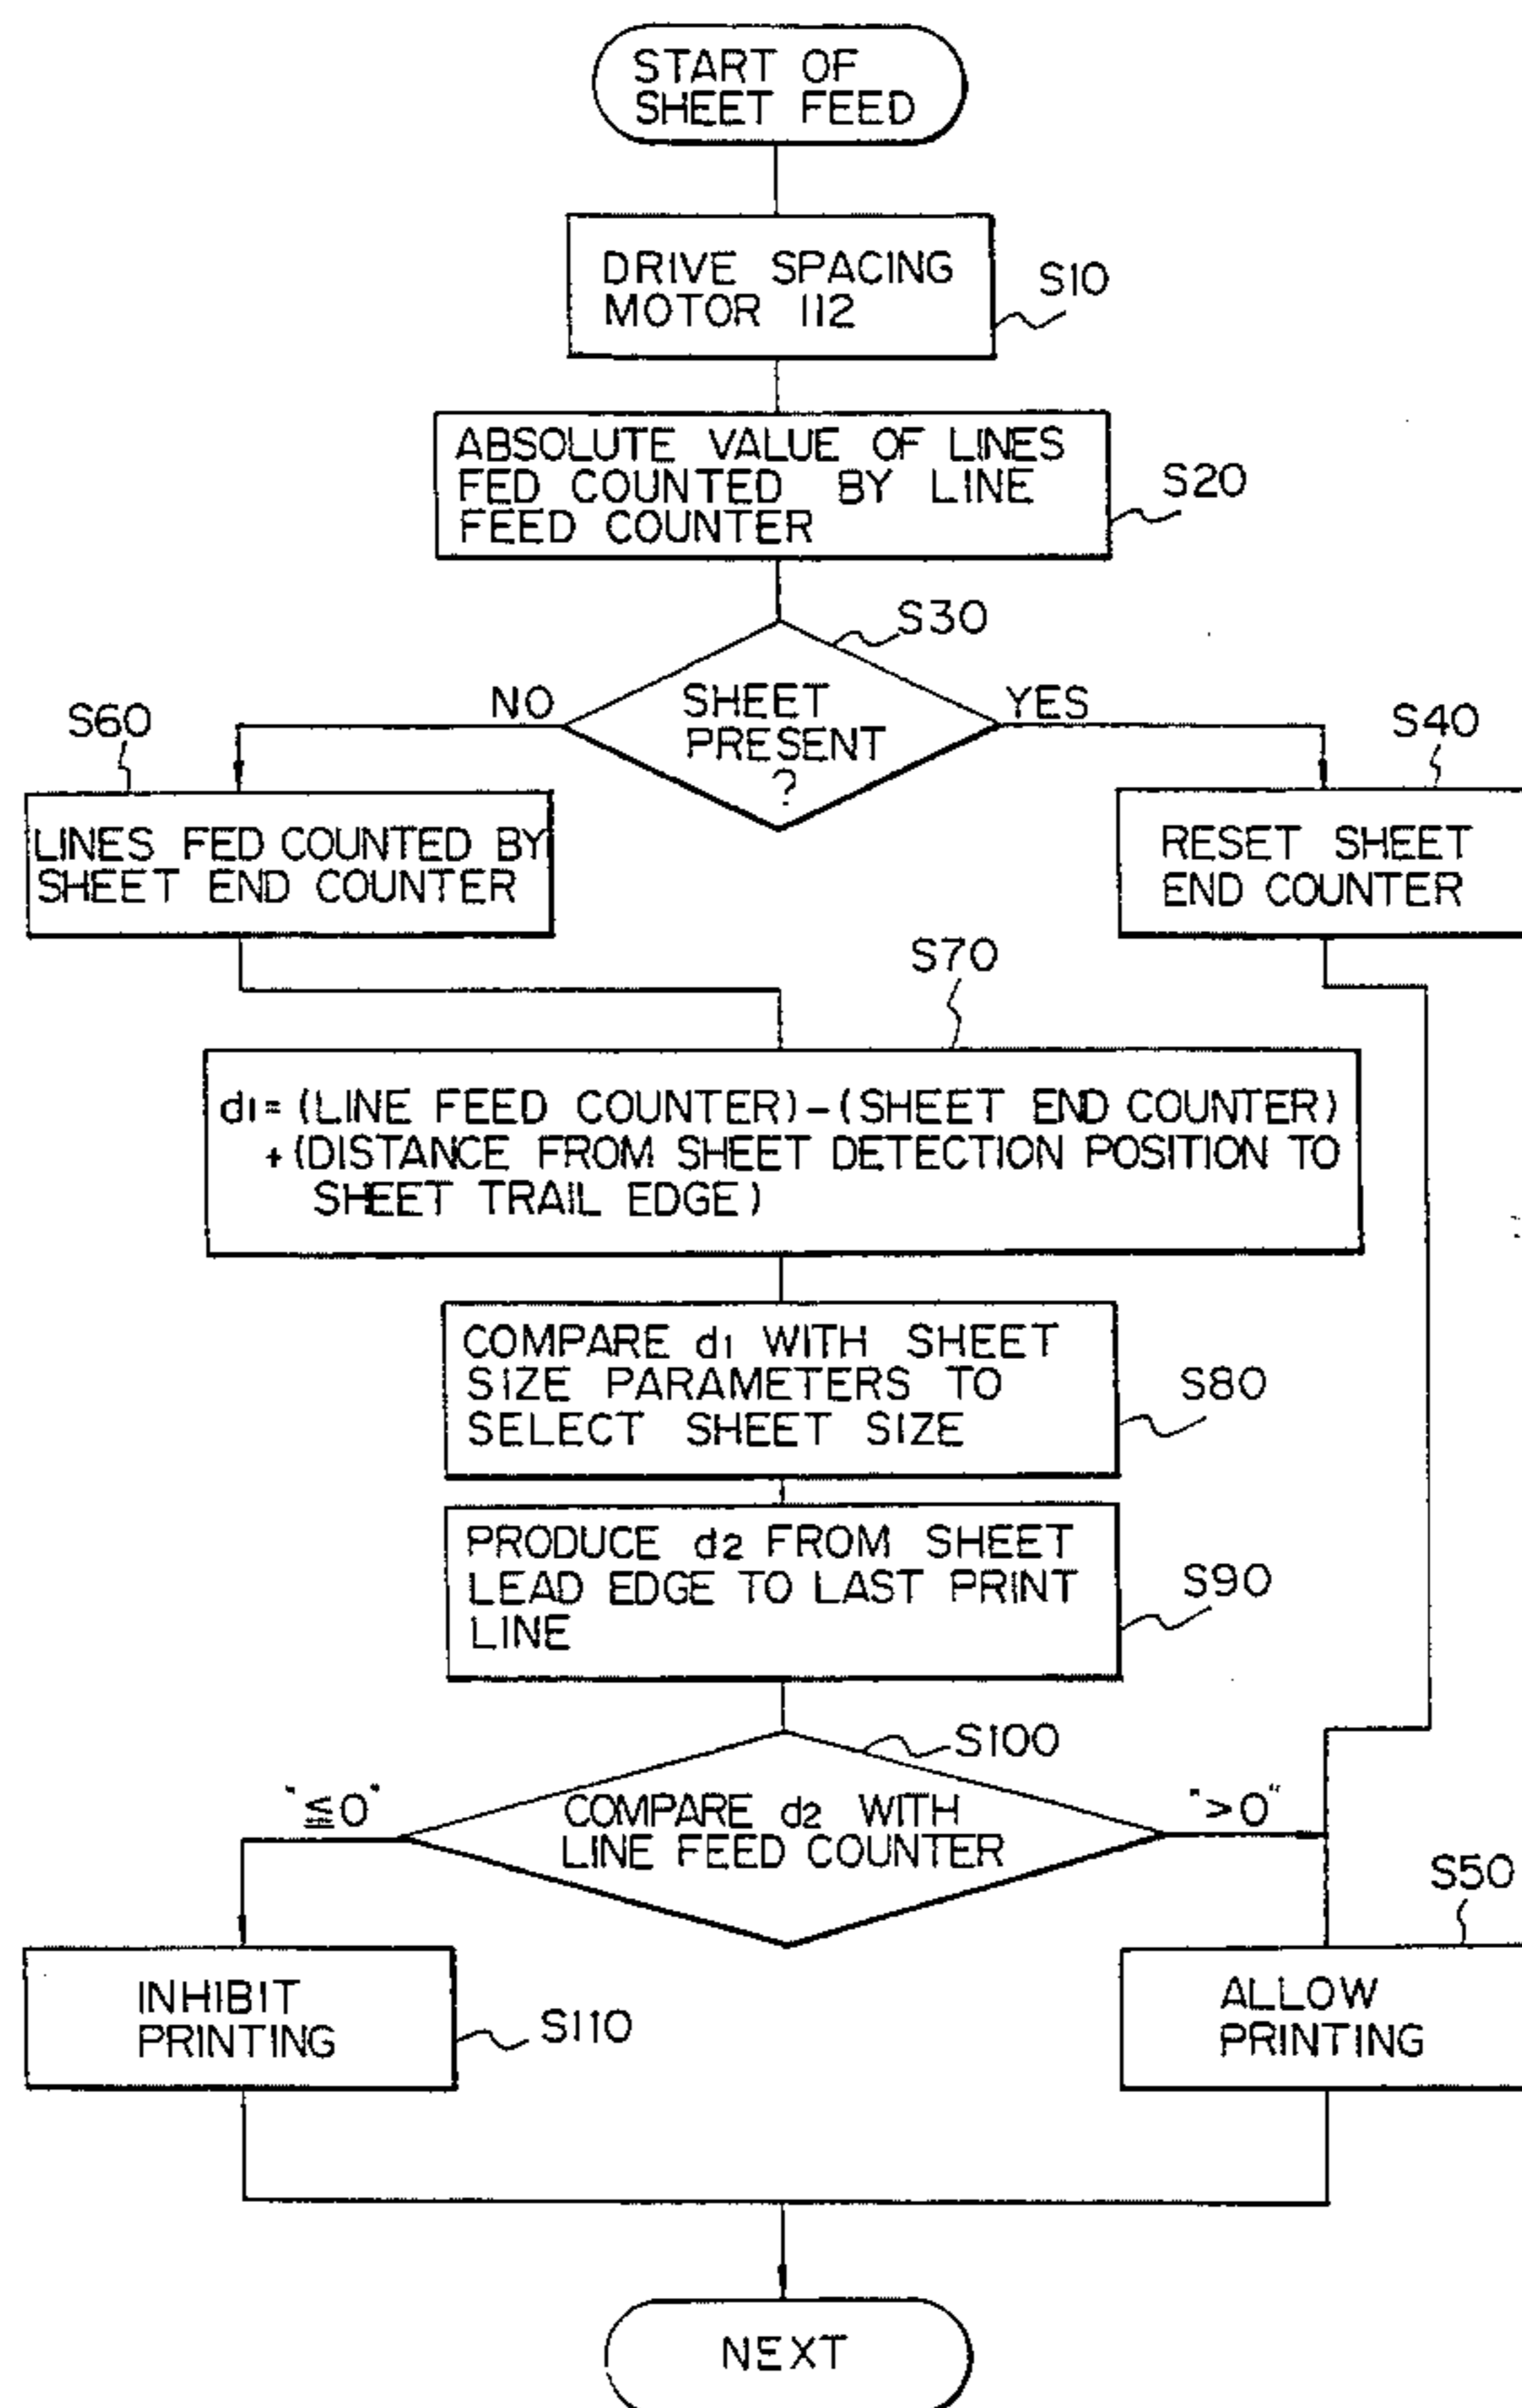 START OF
SHEET FEED
DRIVE SPACING
MOTOR 112
S10
ABSOLUTE VALUE OF LINES
FED COUNTED BY LINE
FEED COUNTER
S20
S30
SHEET
PRESENT
?
NO
YES
S60
LINES FED COUNTED BY
SHEET END COUNTER
S40
RESET SHEET
END COUNTER
S70
d1= (LINE FEED COUNTER)-(SHEET END COUNTER)
+(DISTANCE FROM SHEET DETECTION POSITION TO
SHEET TRAIL EDGE)
COMPARE d1 WITH SHEET
SIZE PARAMETERS TO
SELECT SHEET SIZE
S80
PRODUCE d2 FROM SHEET
LEAD EDGE TO LAST PRINT
LINE
S90
S100
COMPARE d2 WITH
LINE FEED COUNTER
"≦0"
">0"
INHIBIT
PRINTING
S110
S50
ALLOW
PRINTING
NEXT